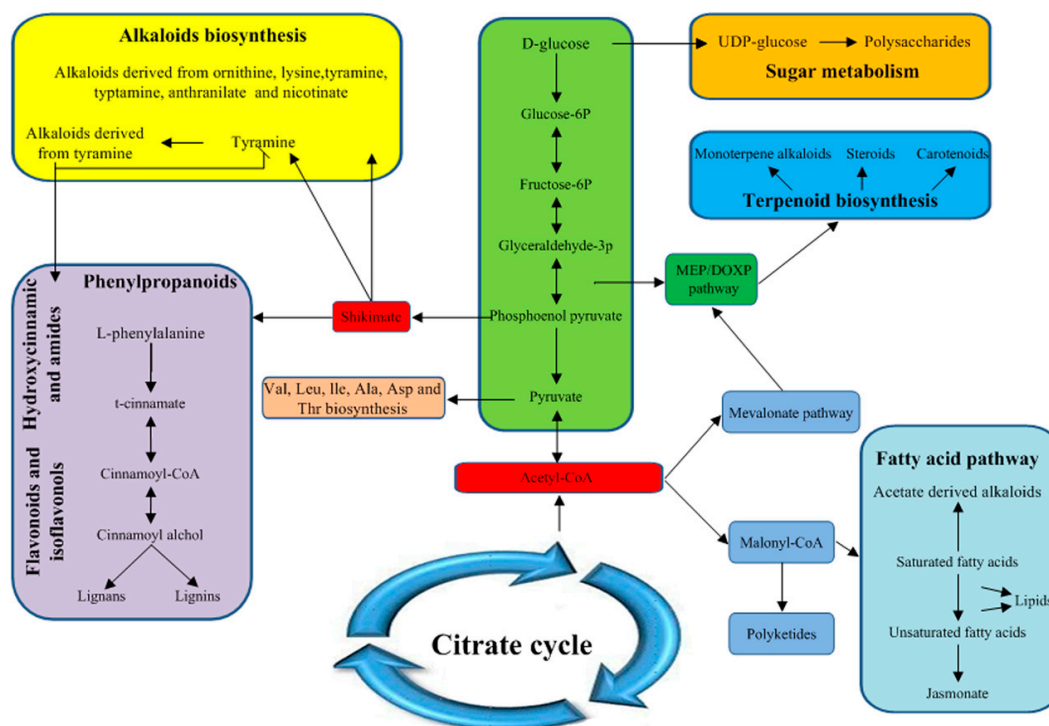 Alkaloids biosynthesis
Alkaloids derived from ornithine, lysine,tyramine,
typtamine, anthranilate and nicotinate
Alkaloids derived
from tyramine
Tyramine
D-glucose
Glucose-6P
Fructose-6P
Glyceraldehyde-3p
Phosphoenol pyruvate
Pyruvate
UDP-glucose
Polysaccharides
Sugar metabolism
Monoterpene alkaloids
Steroids
Carotenoids
Terpenoid biosynthesis
MEP/DOXP
pathway
Phenylpropanoids
Hydroxycinnamic
and amides
Flavonoids and
isoflavonols
L-phenylalanine
t-cinnamate
Cinnamoyl-CoA
Cinnamoyl alchol
Lignans
Lignins
Shikimate
Val, Leu, lle, Ala, Asp and
Thr biosynthesis
Acetyl-CoA
Mevalonate pathway
Malonyl-CoA
Polyketides
Fatty acid pathway
Acetate derived alkaloids
Saturated fatty acids
Lipids
Unsaturated fatty acids
Jasmonate
Citrate cycle